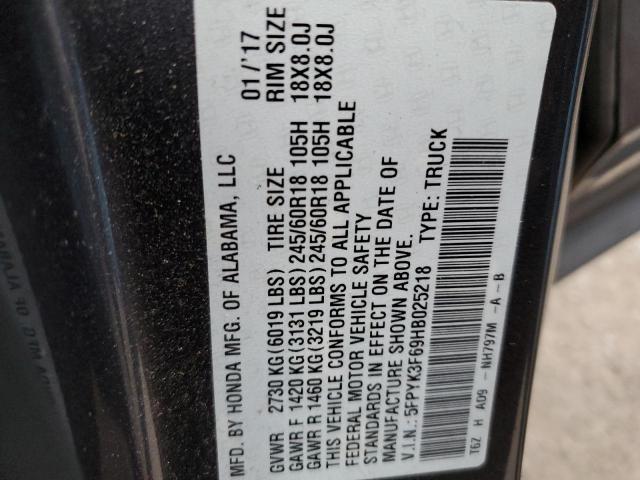 MFD. BY HONDA MFG. OF ALABAMA, LLC 01/'17
GVWR 2730 KG (6019 LBS) TIRE SIZE RIM SIZE
GAWR F 1420 KG (3131 LBS) 245/60R18 105H 18X8.0J
GAWR R 1460 KG (3219 LBS) 245/60R18 105H 18X8.0J
THIS VEHICLE CONFORMS TO ALL APPLICABLE
FEDERAL MOTOR VEHICLE SAFETY
STANDARDS IN EFFECT ON THE DATE OF
MANUFACTURE SHOWN ABOVE.
V.I.N.: 5FPYK3F69HB025218 TYPE: TRUCK
T6Z H A09 - NH797M -A -B